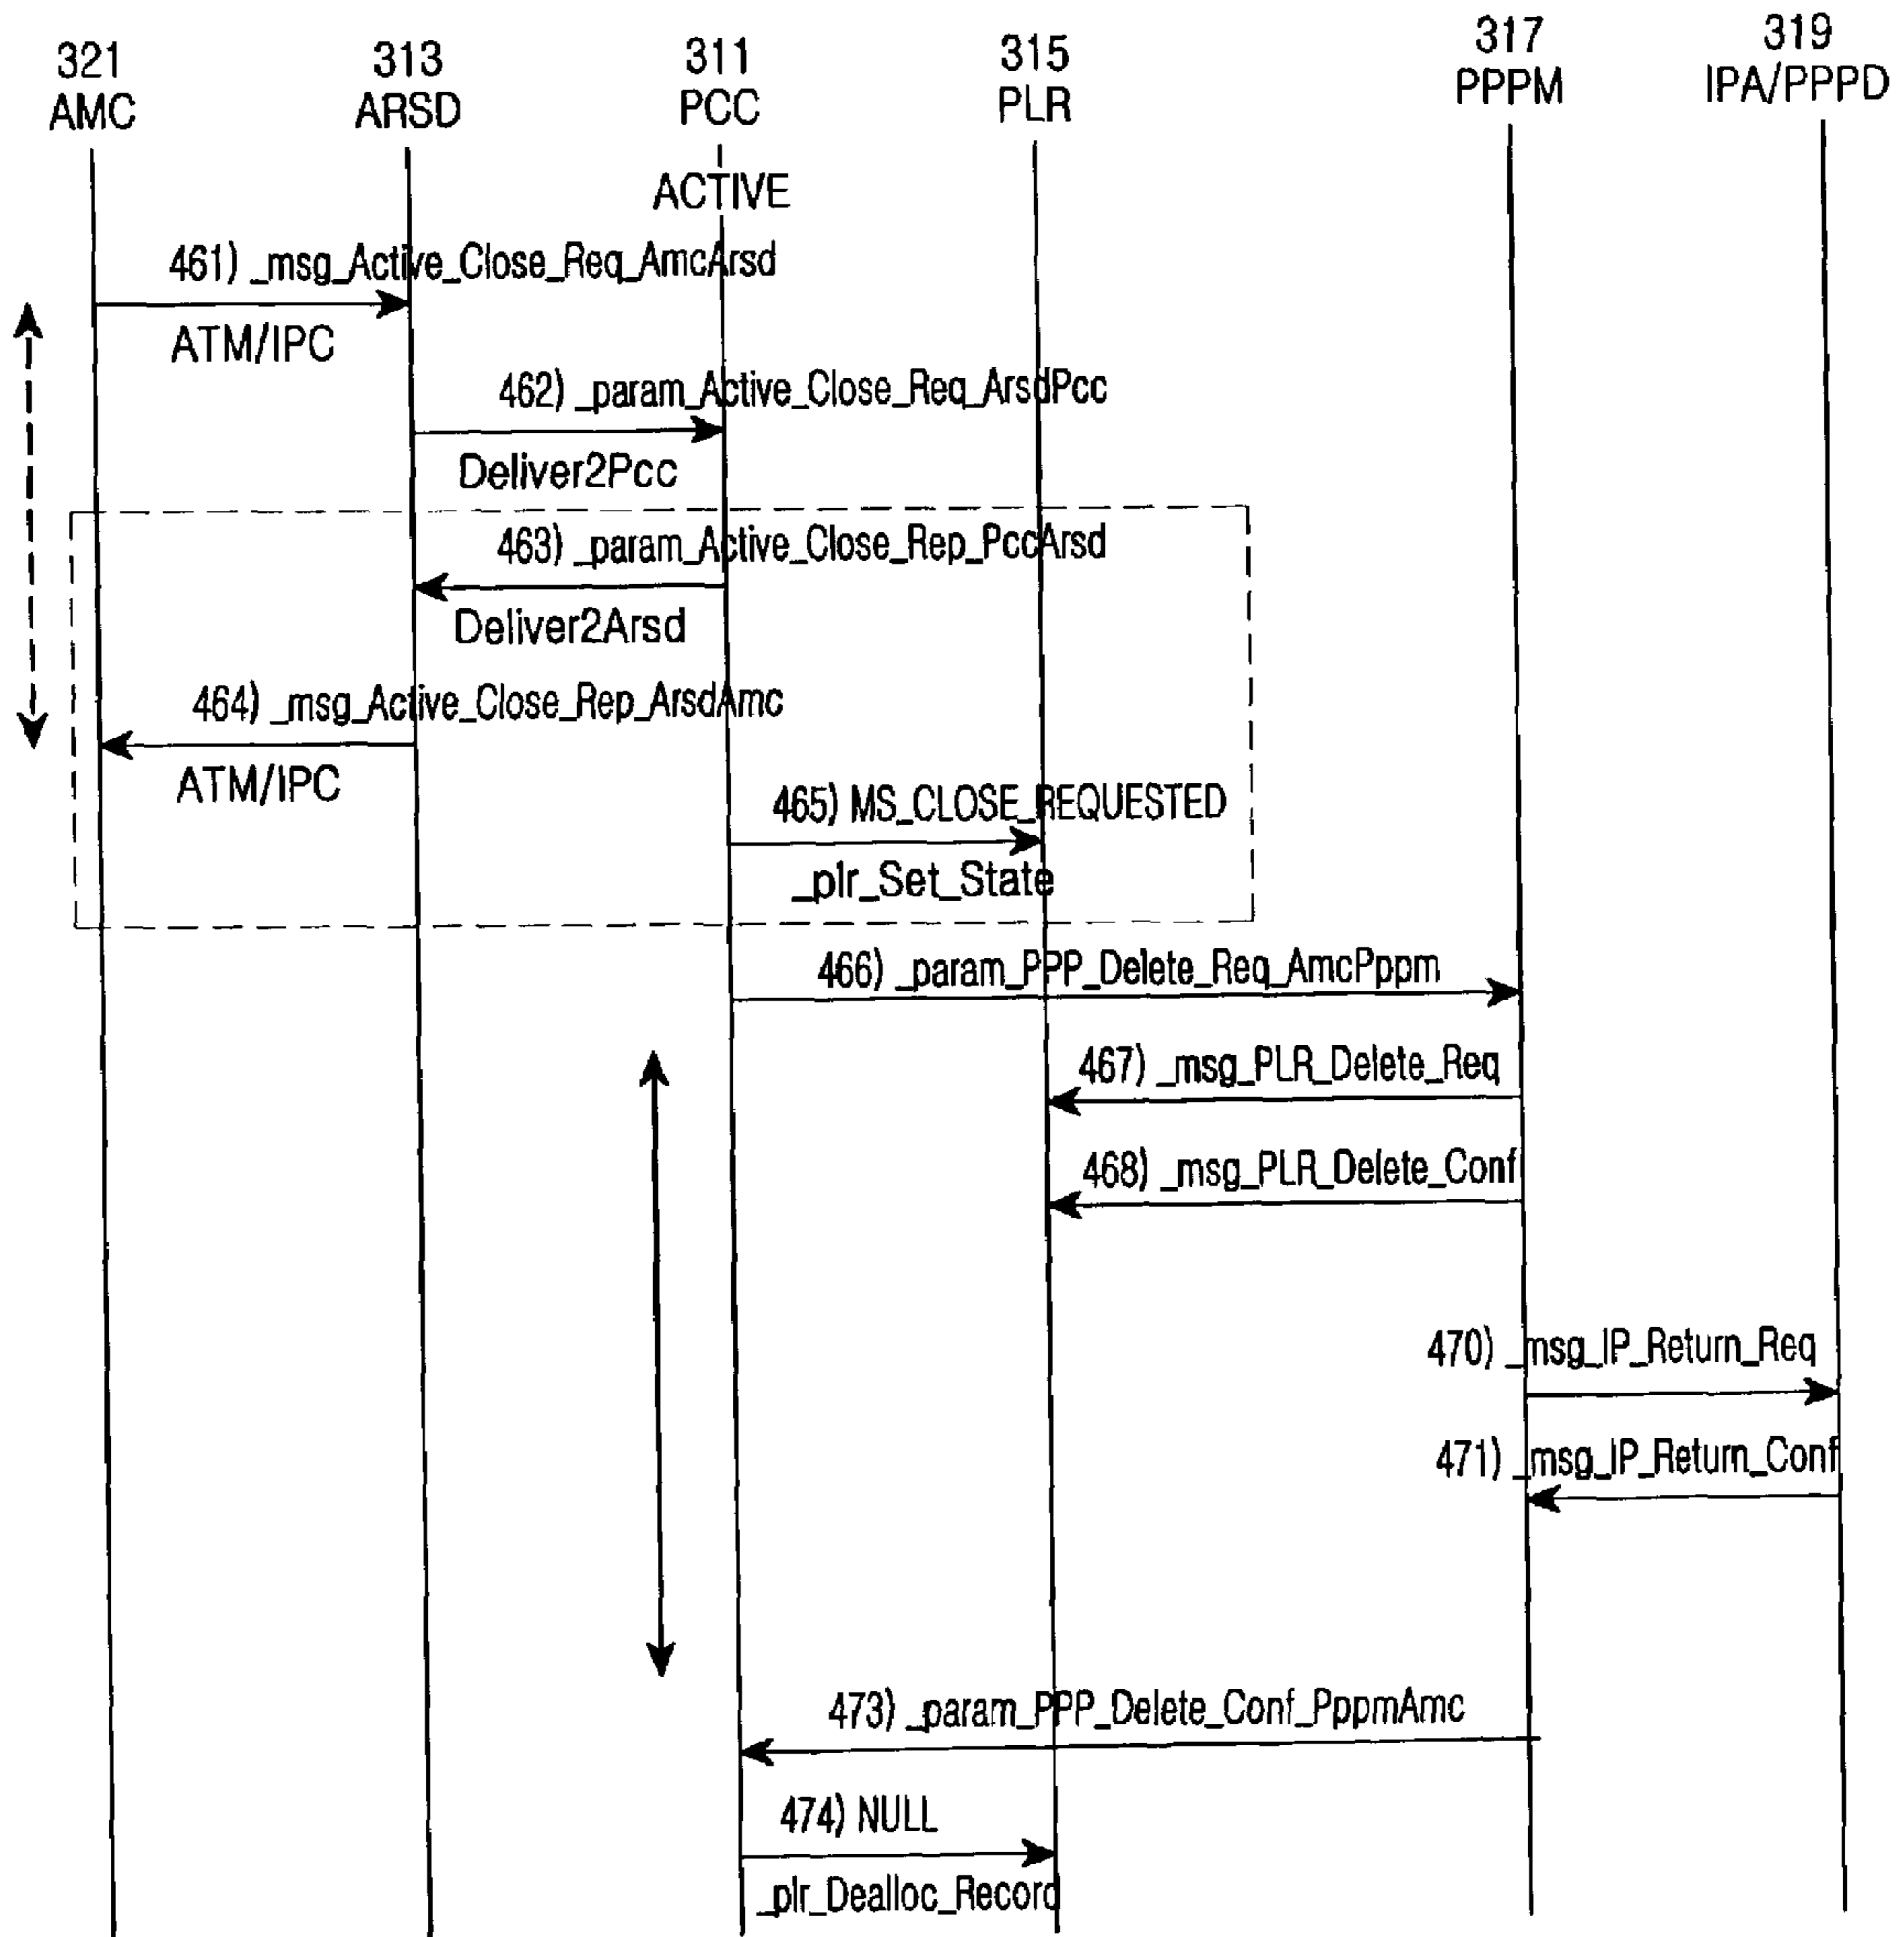 321
AMC
313
ARSD
311
PCC
315
PLR
317
PPPM
319
IPA/PPPD
ACTIVE
461) _msg_Active_Close_Req_AmcArsd
ATM/IPC
462) _param_Active_Close_Req_ArsdPcc
Deliver2Pcc
463) _param_Active_Close_Rep_PccArsd
Deliver2Arsd
464) _msg_Active_Close_Rep_ArsdAmc
ATM/IPC
465) MS_CLOSE_REQUESTED
_plr_Set_State
466) _param_PPP_Delete_Req_AmcPppm
467) _msg_PLR_Delete_Req
468) _msg_PLR_Delete_Conf
470) _msg_IP_Return_Req
471) _msg_IP_Return_Conf
473) _param_PPP_Delete_Conf_PppmAmc
474) NULL
_plr_Dealloc_Record